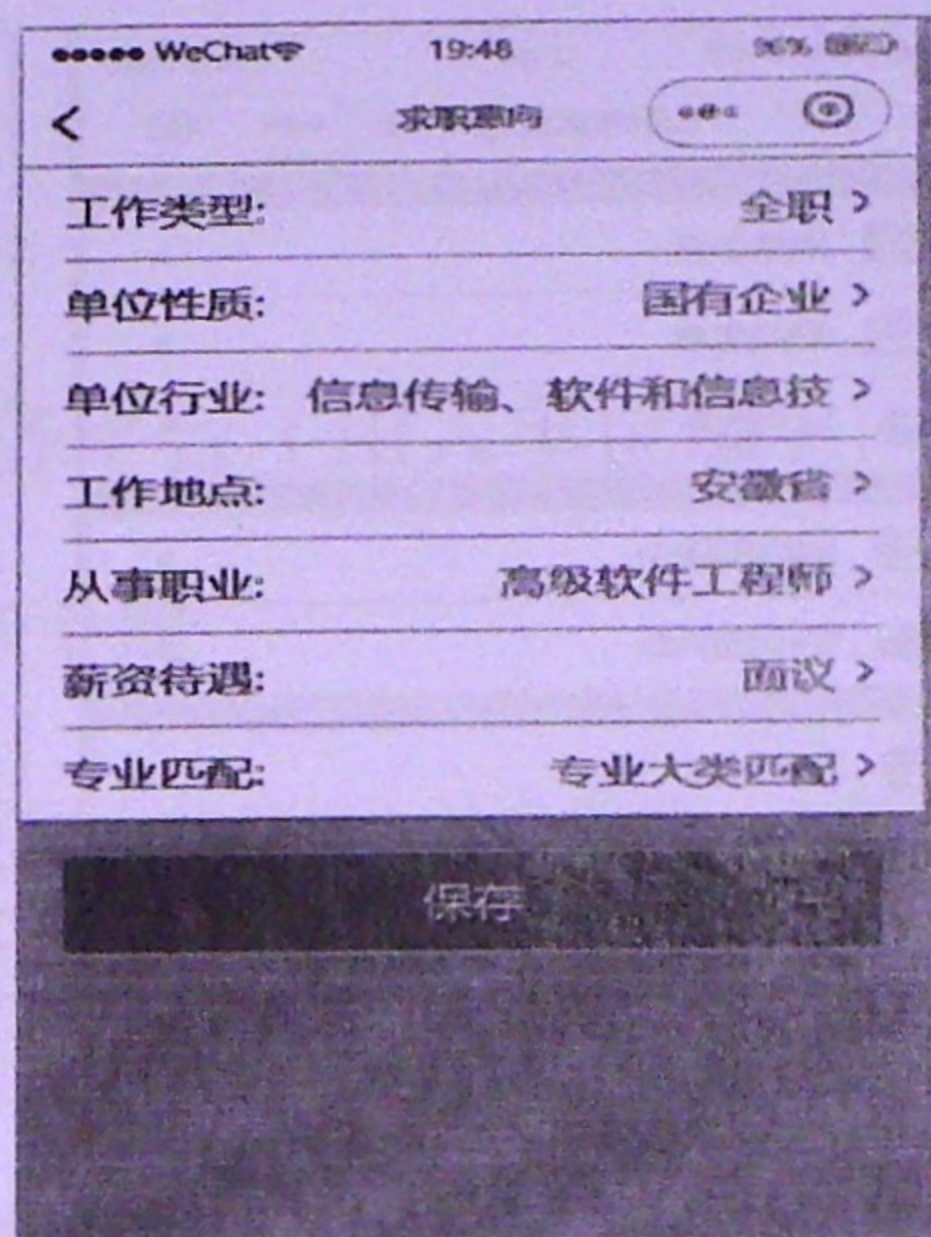 WeChat 19:48 96%
求职意向
工作类型: 全职 >
单位性质: 国有企业 >
单位行业: 信息传输、软件和信息技 >
工作地点: 安徽省 >
从事职业: 高级软件工程师 >
薪资待遇: 面议 >
专业匹配: 专业大类匹配 >
保存